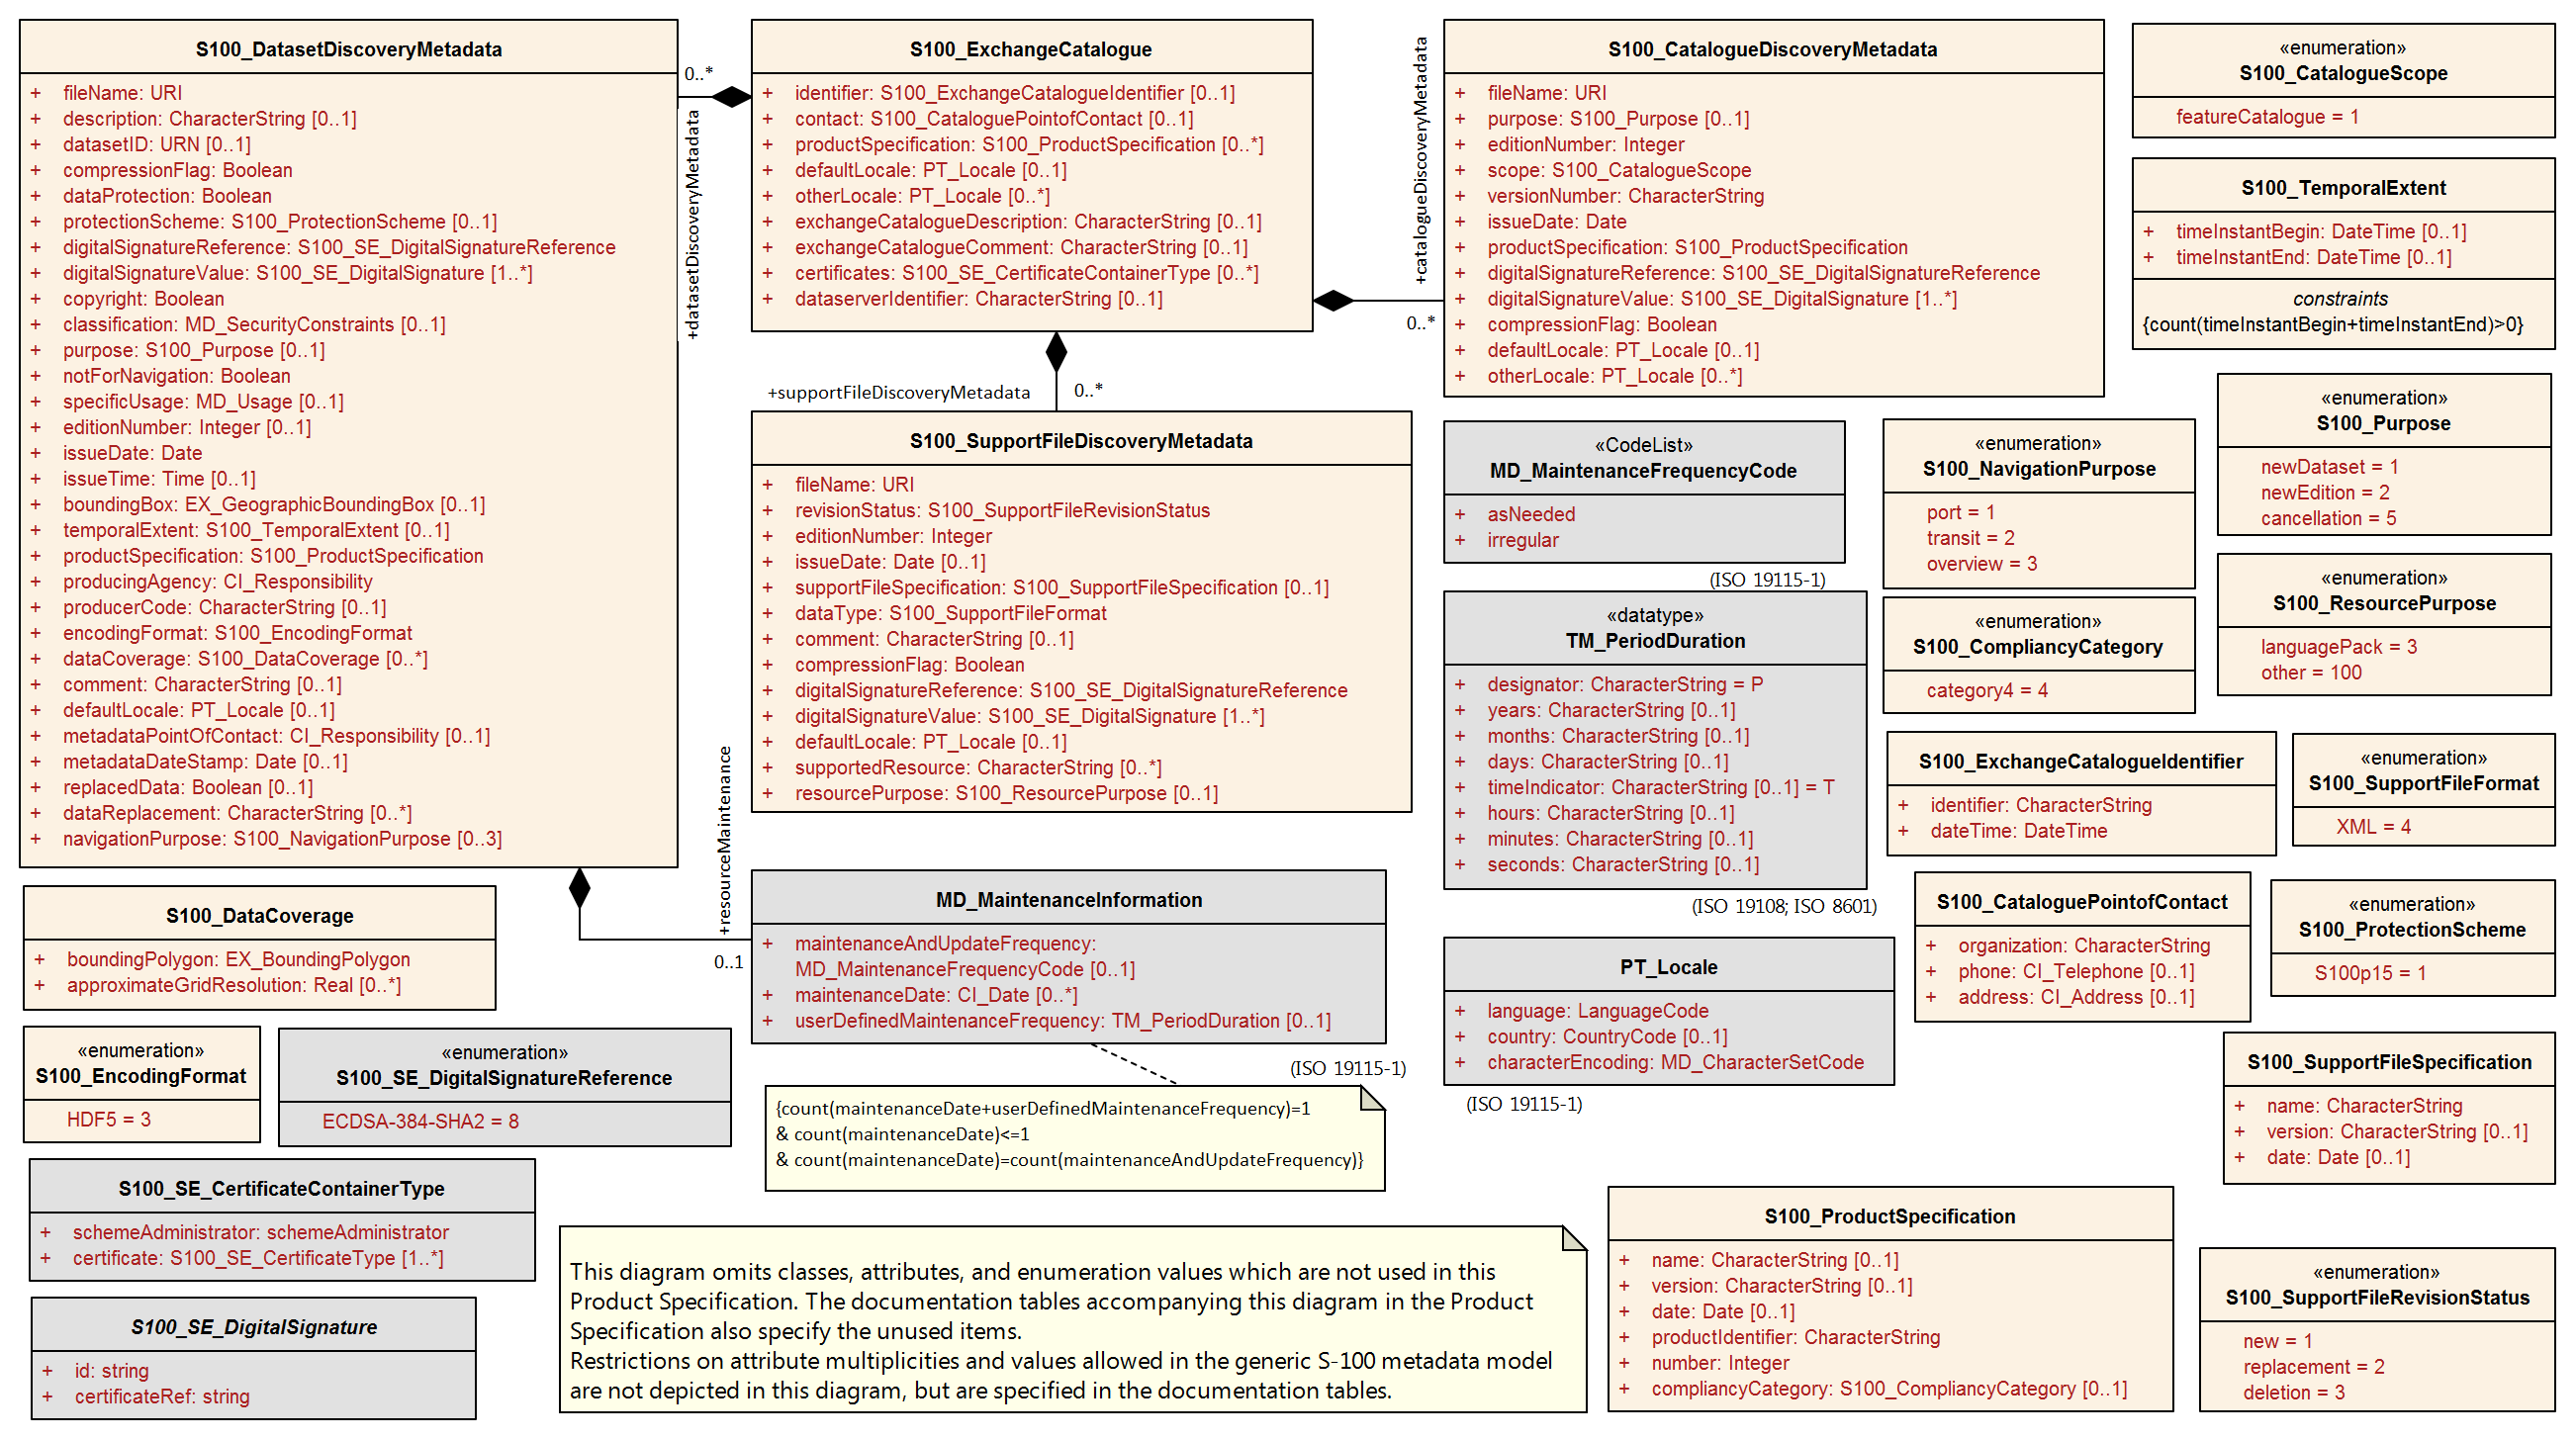 S100_DatasetDiscoveryMetadata
+ fileName: URI
+ description: CharacterString [0..1]
+ datasetID: URN [0..1]
+ compressionFlag: Boolean
+ dataProtection: Boolean
+ protectionScheme: S100_ProtectionScheme [0..1]
+ digitalSignatureReference: S100_SE_DigitalSignatureReference
+ digitalSignatureValue: S100_SE_DigitalSignature [1..*]
+ copyright: Boolean
+ classification: MD_SecurityConstraints [0..1]
+ purpose: S100_Purpose [0..1]
+ notForNavigation: Boolean
+ specificUsage: MD_Usage [0..1]
+ editionNumber: Integer [0..1]
+ issueDate: Date
+ issueTime: Time [0..1]
+ boundingBox: EX_GeographicBoundingBox [0..1]
+ temporalExtent: S100_TemporalExtent [0..1]
+ productSpecification: S100_ProductSpecification
+ producingAgency: CI_Responsibility
+ producerCode: CharacterString [0..1]
+ encodingFormat: S100_EncodingFormat
+ dataCoverage: S100_DataCoverage [0..*]
+ comment: CharacterString [0..1]
+ defaultLocale: PT_Locale [0..1]
+ metadataPointOfContact: CI_Responsibility [0..1]
+ metadataDateStamp: Date [0..1]
+ replacedData: Boolean [0..1]
+ dataReplacement: CharacterString [0..*]
+ navigationPurpose: S100_NavigationPurpose [0..3]
0..*
+datasetDiscoveryMetadata
S100_ExchangeCatalogue
+ identifier: S100_ExchangeCatalogueIdentifier [0..1]
+ contact: S100_CataloguePointofContact [0..1]
+ productSpecification: S100_ProductSpecification [0..*]
+ defaultLocale: PT_Locale [0..1]
+ otherLocale: PT_Locale [0..*]
+ exchangeCatalogueDescription: CharacterString [0..1]
+ exchangeCatalogueComment: CharacterString [0..1]
+ certificates: S100_SE_CertificateContainerType [0..*]
+ dataserverIdentifier: CharacterString [0..1]
+catalogueDiscoveryMetadata
0..*
+supportFileDiscoveryMetadata
0..*
S100_SupportFileDiscoveryMetadata
+ fileName: URI
+ revisionStatus: S100_SupportFileRevisionStatus
+ editionNumber: Integer
+ issueDate: Date [0..1]
+ supportFileSpecification: S100_SupportFileSpecification [0..1]
+ dataType: S100_SupportFileFormat
+ comment: CharacterString [0..1]
+ compressionFlag: Boolean
+ digitalSignatureReference: S100_SE_DigitalSignatureReference
+ digitalSignatureValue: S100_SE_DigitalSignature [1..*]
+ defaultLocale: PT_Locale [0..1]
+ supportedResource: CharacterString [0..*]
+ resourcePurpose: S100_ResourcePurpose [0..1]
S100_CatalogueDiscoveryMetadata
+ fileName: URI
+ purpose: S100_Purpose [0..1]
+ editionNumber: Integer
+ scope: S100_CatalogueScope
+ versionNumber: CharacterString
+ issueDate: Date
+ productSpecification: S100_ProductSpecification
+ digitalSignatureReference: S100_SE_DigitalSignatureReference
+ digitalSignatureValue: S100_SE_DigitalSignature [1..*]
+ compressionFlag: Boolean
+ defaultLocale: PT_Locale [0..1]
+ otherLocale: PT_Locale [0..*]
«enumeration»
S100_CatalogueScope
featureCatalogue = 1
S100_TemporalExtent
+ timeInstantBegin: DateTime [0..1]
+ timeInstantEnd: DateTime [0..1]
constraints
{count(timeInstantBegin+timeInstantEnd)>0}
«CodeList»
MD_MaintenanceFrequencyCode
+ asNeeded
+ irregular
(ISO 19115-1)
«enumeration»
S100_NavigationPurpose
port = 1
transit = 2
overview = 3
«enumeration»
S100_Purpose
newDataset = 1
newEdition = 2
cancellation = 5
«enumeration»
S100_ResourcePurpose
languagePack = 3
other = 100
«datatype»
TM_PeriodDuration
+ designator: CharacterString = P
+ years: CharacterString [0..1]
+ months: CharacterString [0..1]
+ days: CharacterString [0..1]
+ timeIndicator: CharacterString [0..1] = T
+ hours: CharacterString [0..1]
+ minutes: CharacterString [0..1]
+ seconds: CharacterString [0..1]
(ISO 19108; ISO 8601)
«enumeration»
S100_CompliancyCategory
category4 = 4
S100_ExchangeCatalogueIdentifier
+ identifier: CharacterString
+ dateTime: DateTime
«enumeration»
S100_SupportFileFormat
XML = 4
S100_CataloguePointofContact
+ organization: CharacterString
+ phone: CI_Telephone [0..1]
+ address: CI_Address [0..1]
«enumeration»
S100_ProtectionScheme
S100p15 = 1
+resourceMaintenance
0..1
MD_MaintenanceInformation
+ maintenanceAndUpdateFrequency:
MD_MaintenanceFrequencyCode [0..1]
+ maintenanceDate: CI_Date [0..*]
+ userDefinedMaintenanceFrequency: TM_PeriodDuration [0..1]
(ISO 19115-1)
{count(maintenanceDate+userDefinedMaintenanceFrequency)=1
& count(maintenanceDate)<=1
& count(maintenanceDate)=count(maintenanceAndUpdateFrequency)}
PT_Locale
+ language: LanguageCode
+ country: CountryCode [0..1]
+ characterEncoding: MD_CharacterSetCode
(ISO 19115-1)
S100_DataCoverage
+ boundingPolygon: EX_BoundingPolygon
+ approximateGridResolution: Real [0..*]
«enumeration»
S100_EncodingFormat
HDF5 = 3
«enumeration»
S100_SE_DigitalSignatureReference
ECDSA-384-SHA2 = 8
S100_SE_CertificateContainerType
+ schemeAdministrator: schemeAdministrator
+ certificate: S100_SE_CertificateType [1..*]
S100_SE_DigitalSignature
+ id: string
+ certificateRef: string
This diagram omits classes, attributes, and enumeration values which are not used in this
Product Specification. The documentation tables accompanying this diagram in the Product
Specification also specify the unused items.
Restrictions on attribute multiplicities and values allowed in the generic S-100 metadata model
are not depicted in this diagram, but are specified in the documentation tables.
S100_SupportFileSpecification
+ name: CharacterString
+ version: CharacterString [0..1]
+ date: Date [0..1]
S100_ProductSpecification
+ name: CharacterString [0..1]
+ version: CharacterString [0..1]
+ date: Date [0..1]
+ productIdentifier: CharacterString
+ number: Integer
+ compliancyCategory: S100_CompliancyCategory [0..1]
«enumeration»
S100_SupportFileRevisionStatus
new = 1
replacement = 2
deletion = 3